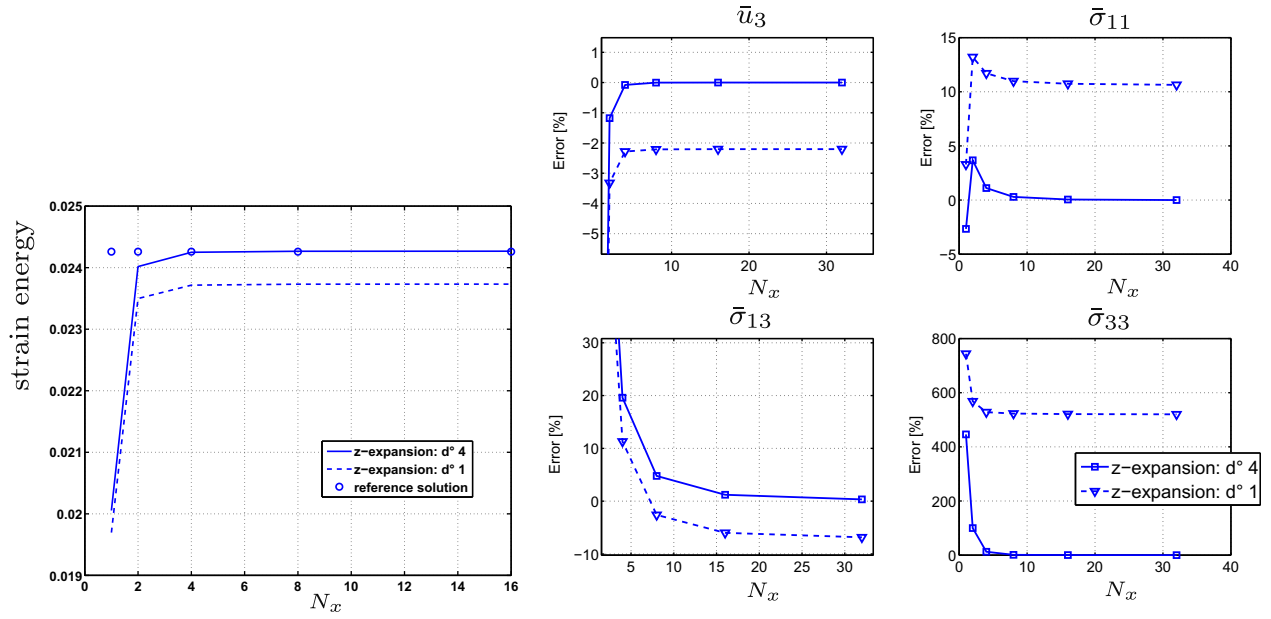 strain energy
0.025
0.024
0.023
0.022
0.021
0.02
0.019
0 2 4 6 8 10 12 14 16
N_x
z−expansion: d° 4
z−expansion: d° 1
reference solution
ū_3
Error [%]
1
0
−1
−2
−3
−4
−5
10 20 30
N_x
σ̄_11
Error [%]
15
10
5
0
−5
0 10 20 30 40
N_x
σ̄_13
Error [%]
30
20
10
0
−10
5 10 15 20 25 30
N_x
σ̄_33
Error [%]
800
600
400
200
0
0 10 20 30 40
N_x
z−expansion: d° 4
z−expansion: d° 1